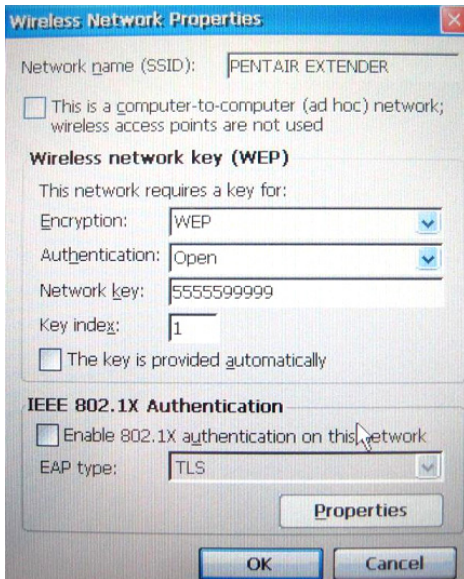 Wireless Network Properties
Network name (SSID): PENTAIR EXTENDER
This is a computer-to-computer (ad hoc) network;
wireless access points are not used
Wireless network key (WEP)
This network requires a key for:
Encryption: WEP
Authentication: Open
Network key: 5555599999
Key index: 1
The key is provided automatically
IEEE 802.1X Authentication
Enable 802.1X authentication on this network
EAP type: TLS
Properties
OK Cancel